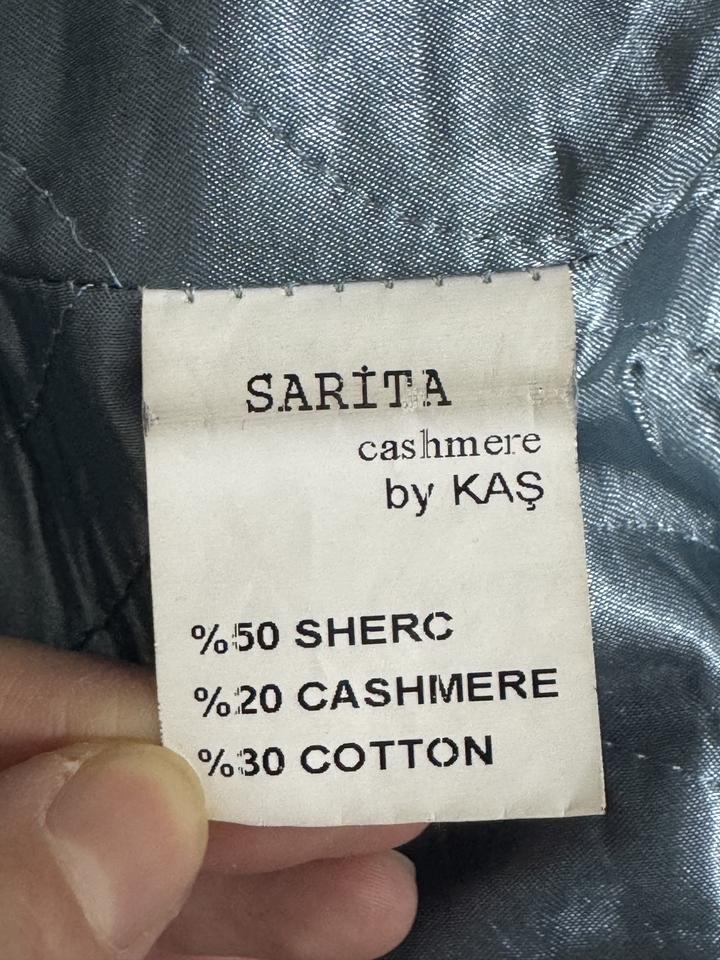 SARİTA
cashmere
by KAŞ
%50 SHERC
%20 CASHMERE
%30 COTTON